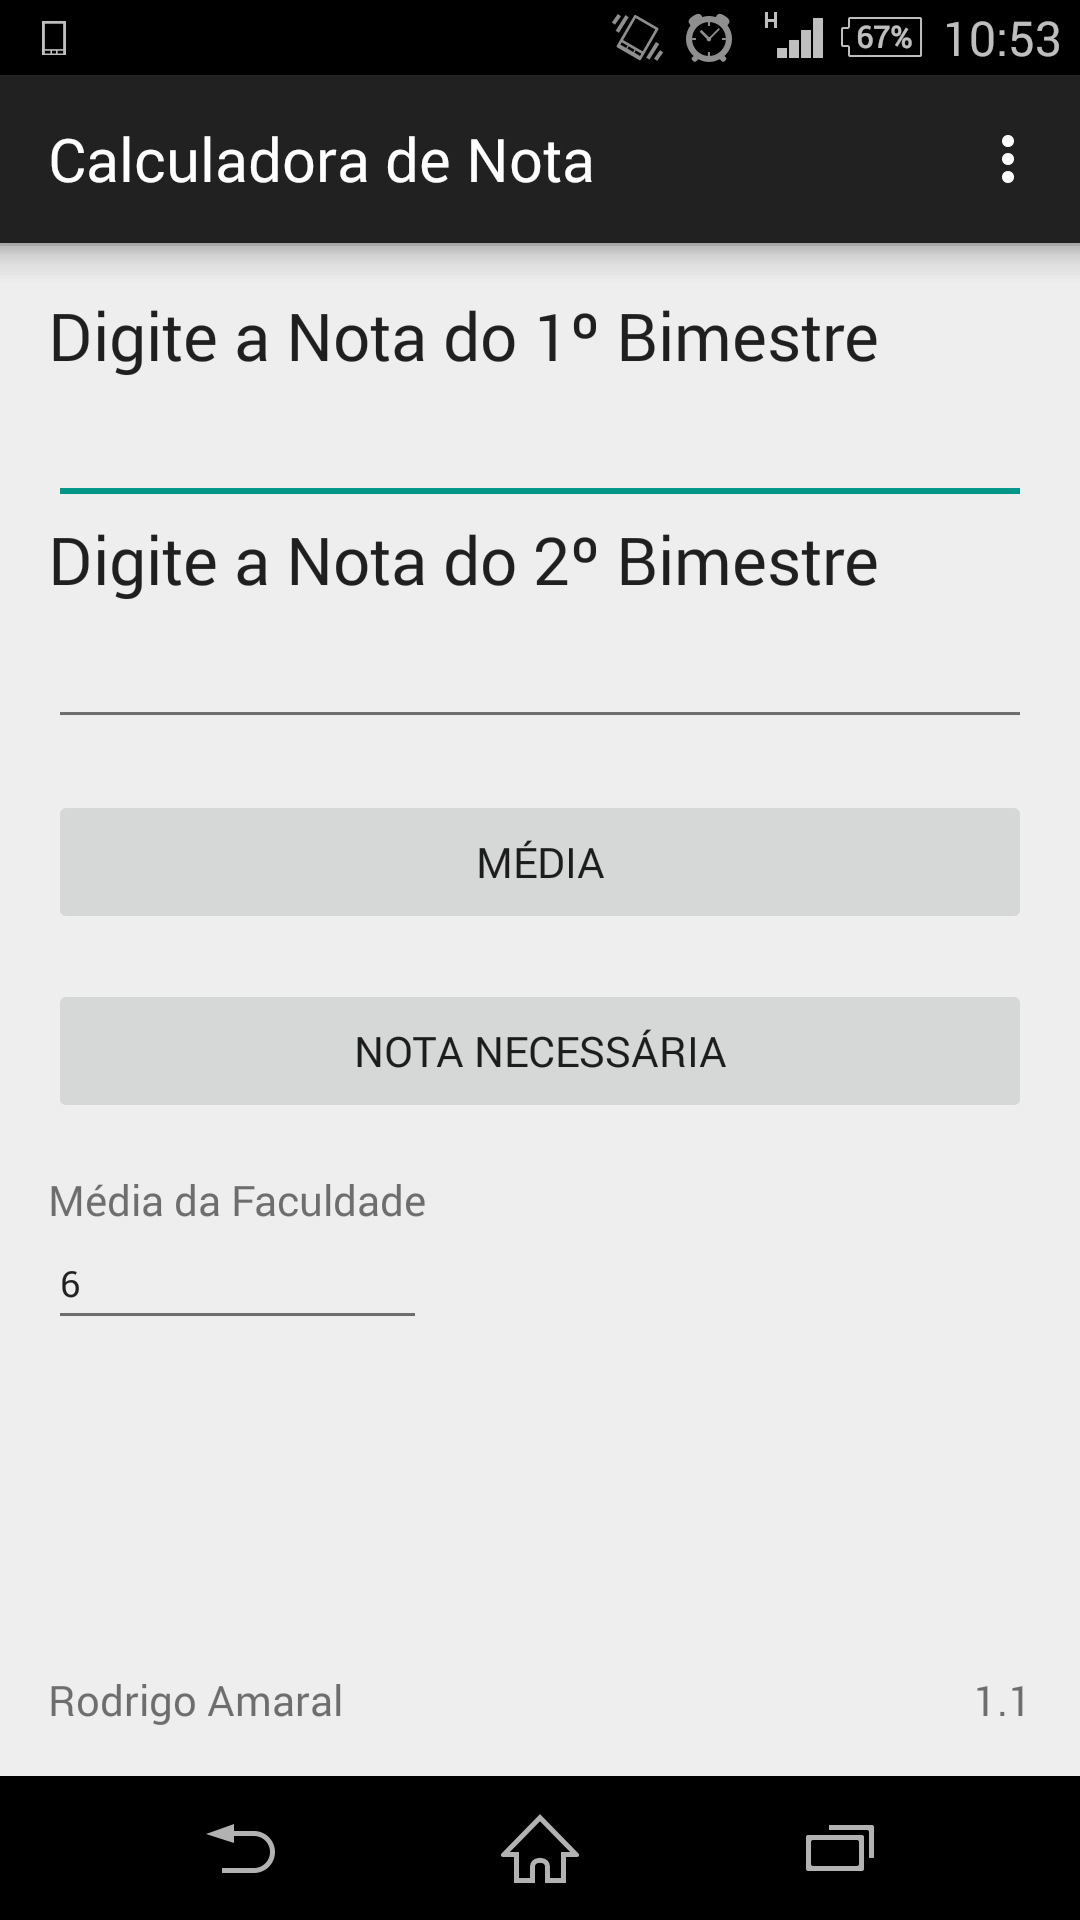 H 67% 10:53
Calculadora de Nota
Digite a Nota do 1º Bimestre
Digite a Nota do 2º Bimestre
MÉDIA
NOTA NECESSÁRIA
Média da Faculdade
6
Rodrigo Amaral 1.1